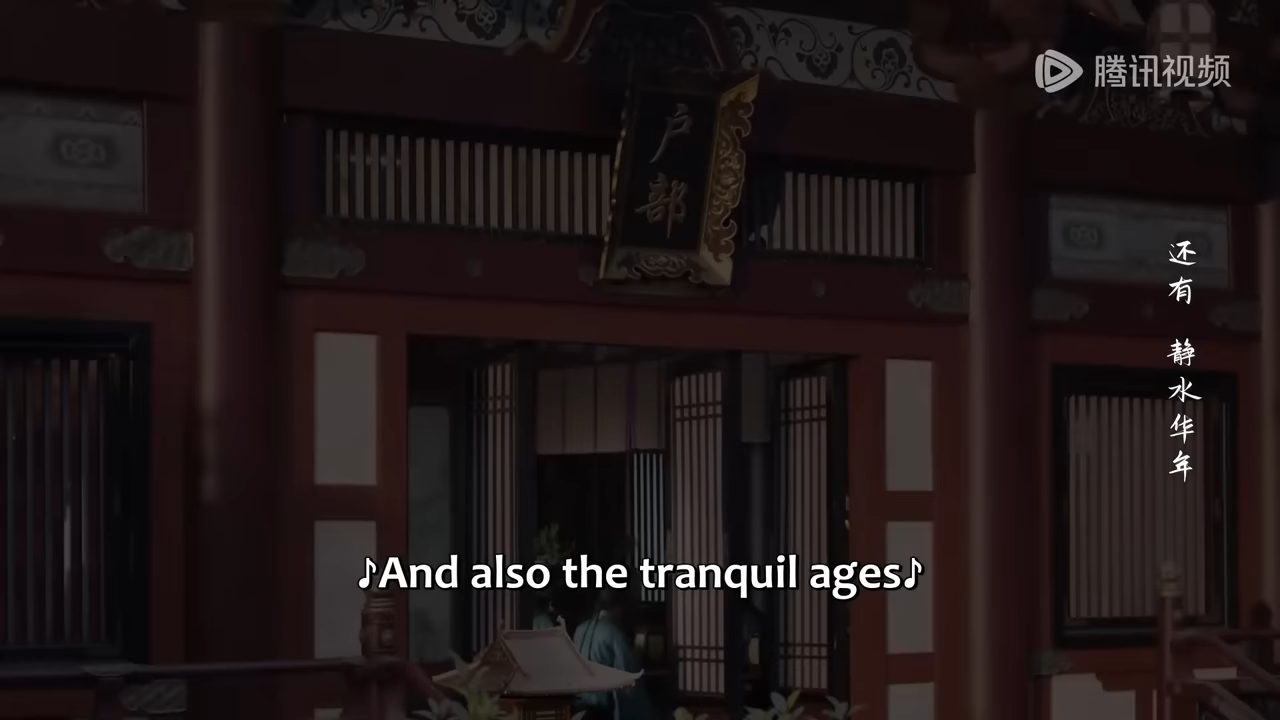 腾讯视频
户部
还有 静水华年
♪And also the tranquil ages♪